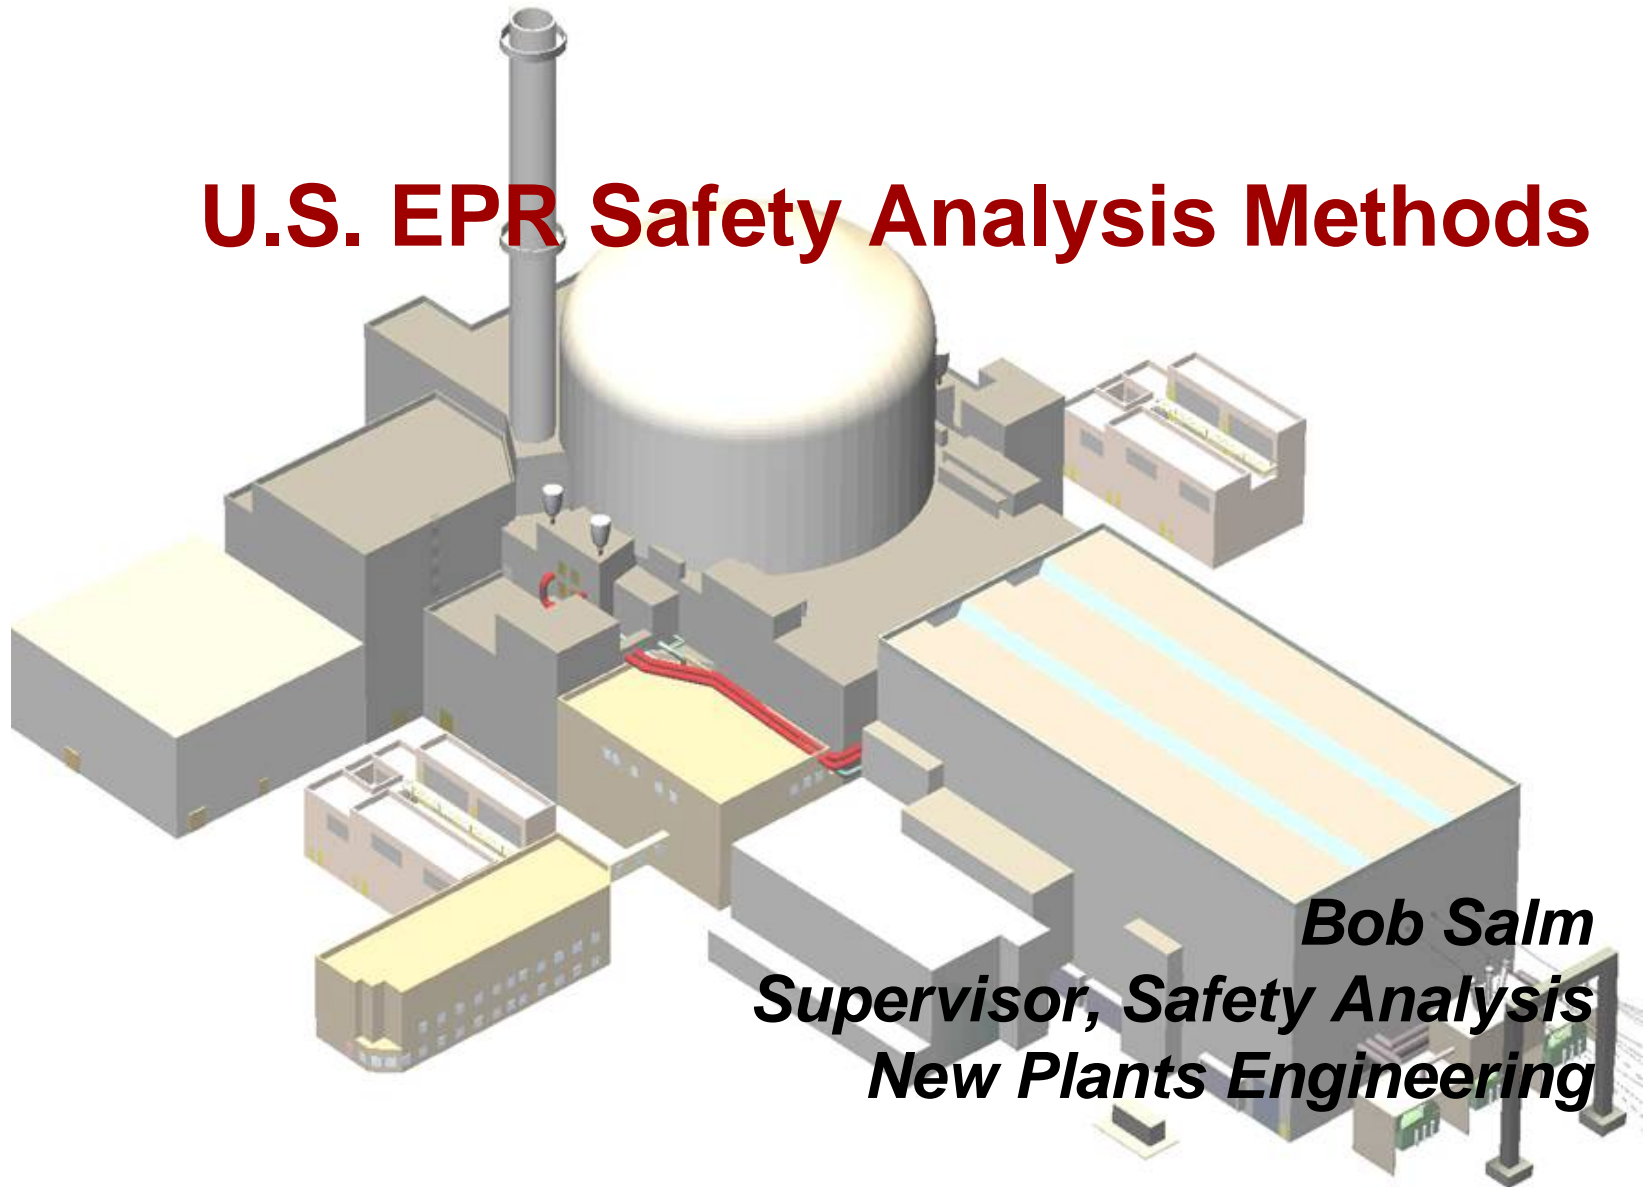 U.S. EPR Safety Analysis Methods
Bob Salm
Supervisor, Safety Analysis
New Plants Engineering